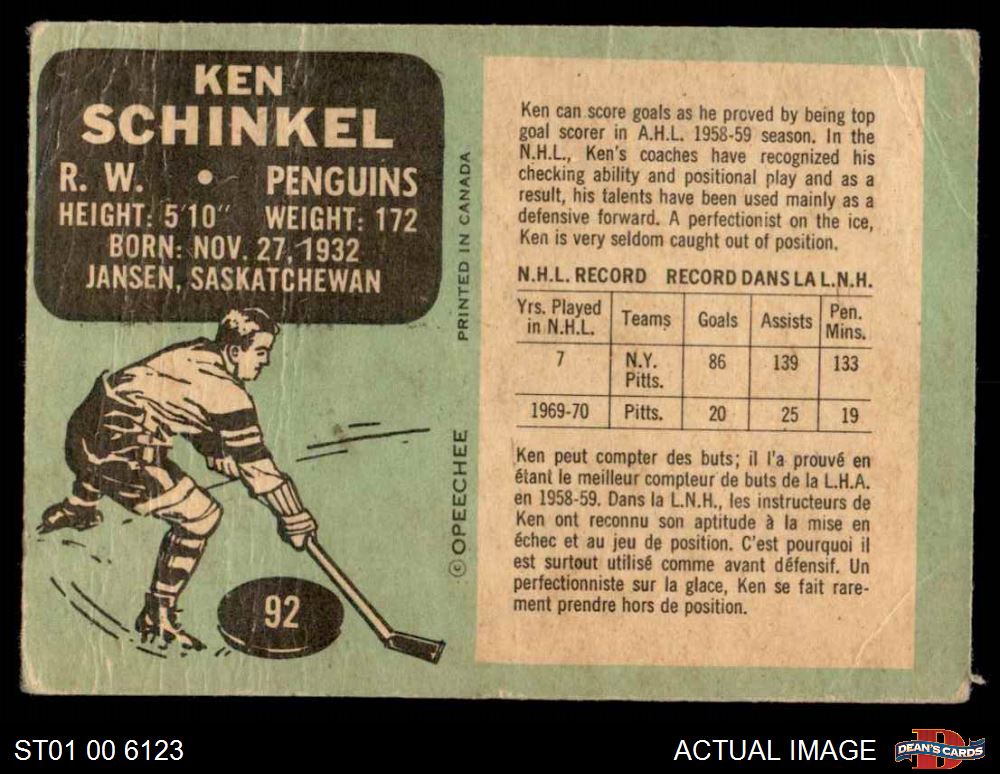 KEN
SCHINKEL
R. W. • PENGUINS
HEIGHT: 5'10" WEIGHT: 172
BORN: NOV. 27, 1932
JANSEN, SASKATCHEWAN
92
PRINTED IN CANADA
© OPEECHEE
Ken can score goals as he proved by being top
goal scorer in A.H.L. 1958-59 season. In the
N.H.L., Ken's coaches have recognized his
checking ability and positional play and as a
result, his talents have been used mainly as a
defensive forward. A perfectionist on the ice,
Ken is very seldom caught out of position.
N.H.L. RECORD RECORD DANS LA L.N.H.
Yrs. Played in N.H.L. Teams Goals Assists Pen. Mins.
7 N.Y. Pitts. 86 139 133
1969-70 Pitts. 20 25 19
Ken peut compter des buts; il l'a prouvé en
étant le meilleur compteur de buts de la L.H.A.
en 1958-59. Dans la L.N.H., les instructeurs de
Ken ont reconnu son aptitude à la mise en
échec et au jeu de position. C'est pourquoi il
est surtout utilisé comme avant défensif. Un
perfectionniste sur la glace, Ken se fait rare-
ment prendre hors de position.
ST01 00 6123
ACTUAL IMAGE
D
DEAN'S CARDS